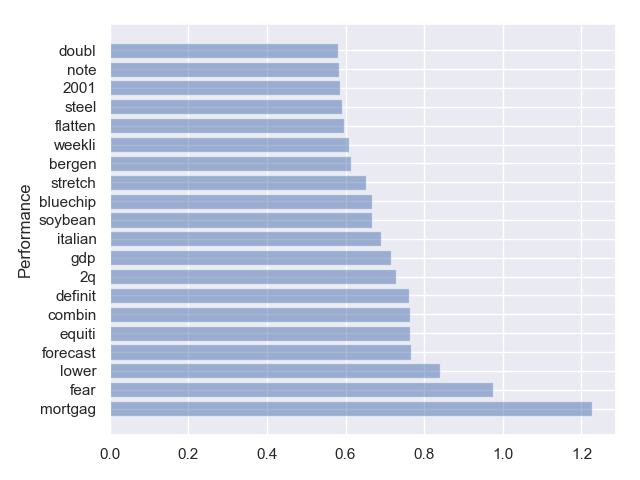 doubl
note
2001
steel
flatten
weekli
bergen
stretch
bluechip
soybean
italian
gdp
2q
definit
combin
equiti
forecast
lower
fear
mortgag
Performance
0.0 0.2 0.4 0.6 0.8 1.0 1.2